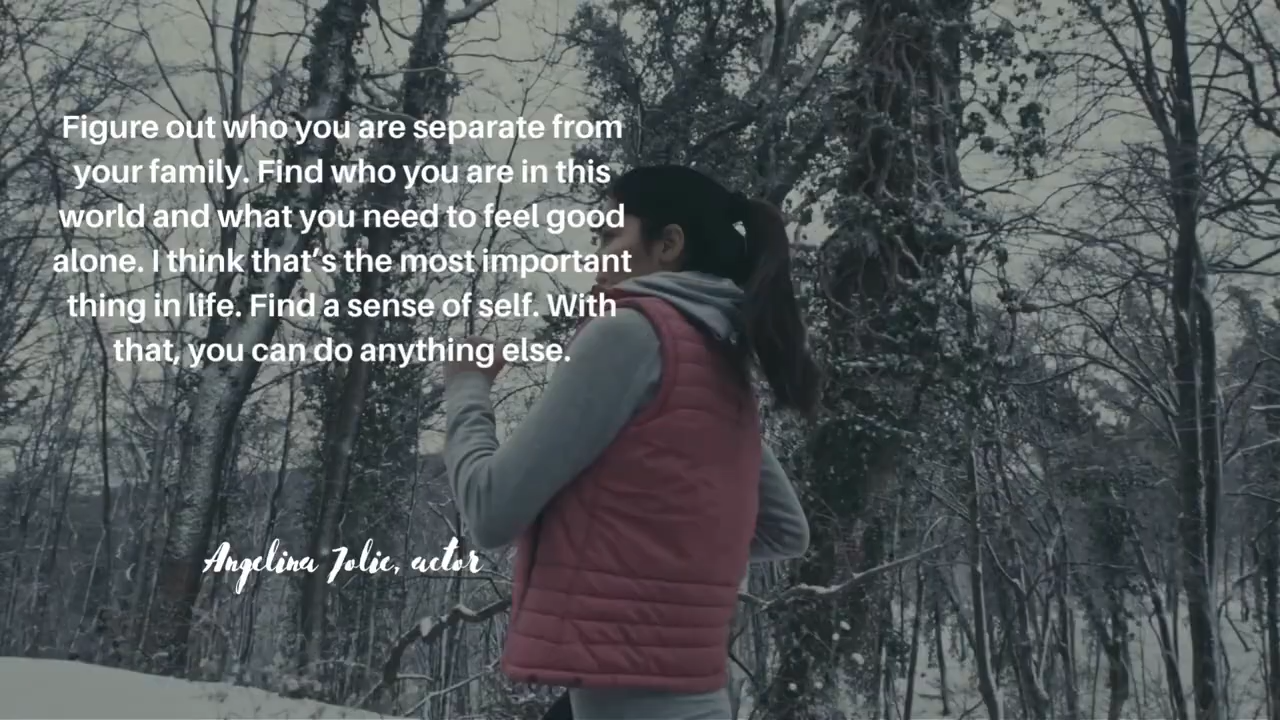 Figure out who you are separate from
your family. Find who you are in this
world and what you need to feel good
alone. I think that’s the most important
thing in life. Find a sense of self. With
that, you can do anything else.
Angelina Jolie, actor